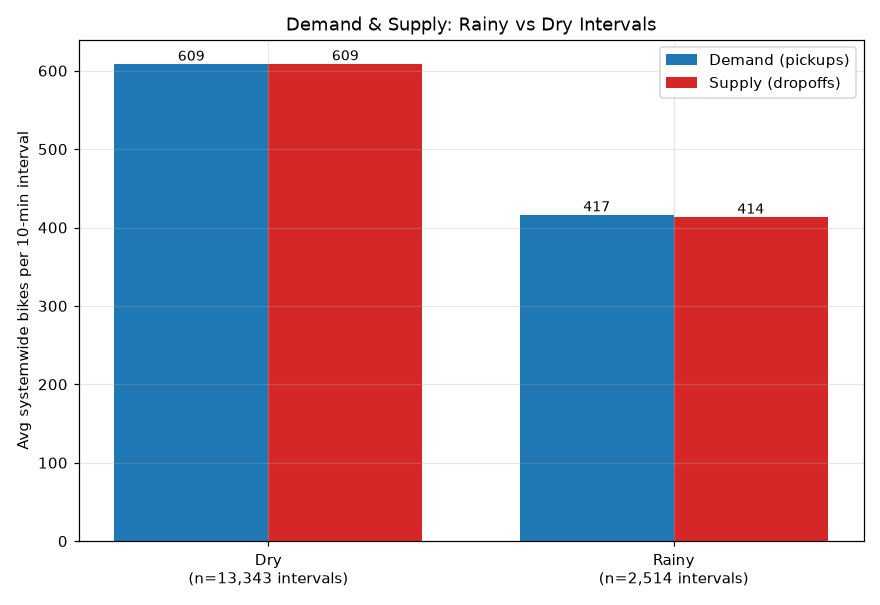 Demand & Supply: Rainy vs Dry Intervals
Demand (pickups)
Supply (dropoffs)
Avg systemwide bikes per 10-min interval
600
500
400
300
200
100
0
609
609
417
414
Dry
(n=13,343 intervals)
Rainy
(n=2,514 intervals)